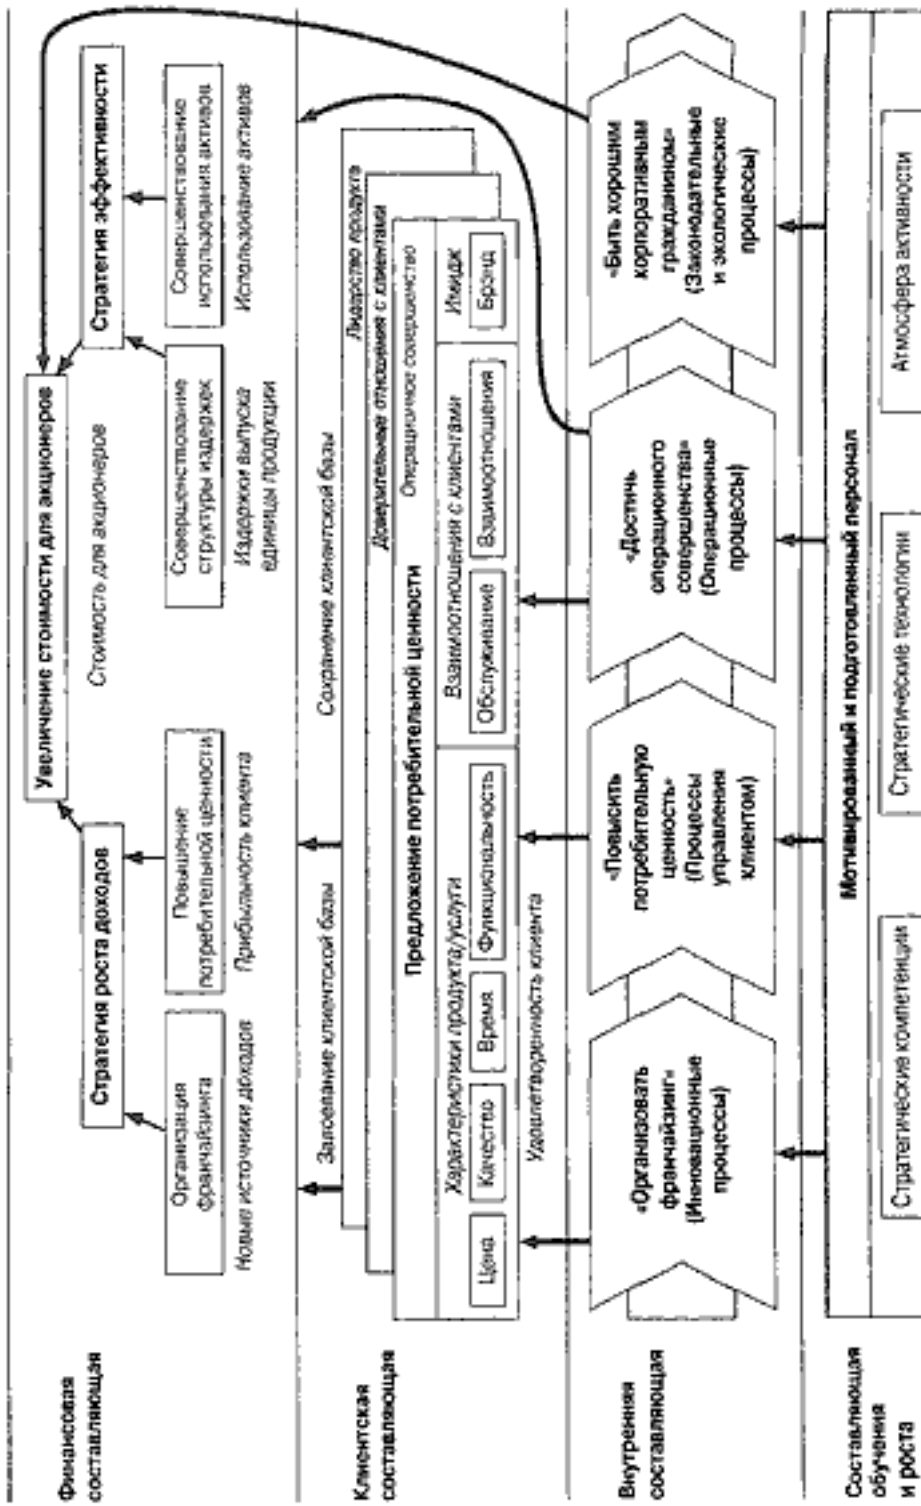 Финансовая
составляющая
Увеличение стоимости для акционеров
Стоимость для акционеров
Стратегия роста доходов
Стратегия эффективности
Организация
франчайзинга
Повышение
потребительной ценности
Совершенствование
структуры издержек
Совершенствование
использования активов
Новые источники доходов
Прибыльность клиента
Издержки выпуска
единицы продукции
Использование активов
Клиентская
составляющая
Завоевание клиентской базы
Сохранение клиентской базы
Лидерство продукта
Доверительные отношения с клиентами
Операционное совершенство
Предложение потребительной ценности
Характеристики продукта/услуги
Взаимоотношения с клиентами
Имидж
Цена
Качество
Время
Функциональность
Обслуживание
Взаимоотношения
Брэнд
Удовлетворенность клиента
Внутренняя
составляющая
«Организовать
франчайзинг»
(Инновационные
процессы)
«Повысить
потребительную
ценность»
(Процессы
управления
клиентом)
«Достичь
операционного
совершенства»
(Операционные
процессы)
«Быть хорошим
корпоративным
гражданином»
(Законодательные
и экологические
процессы)
Составляющая
обучения
и роста
Мотивированный и подготовленный персонал
Стратегические компетенции
Стратегические технологии
Атмосфера активности